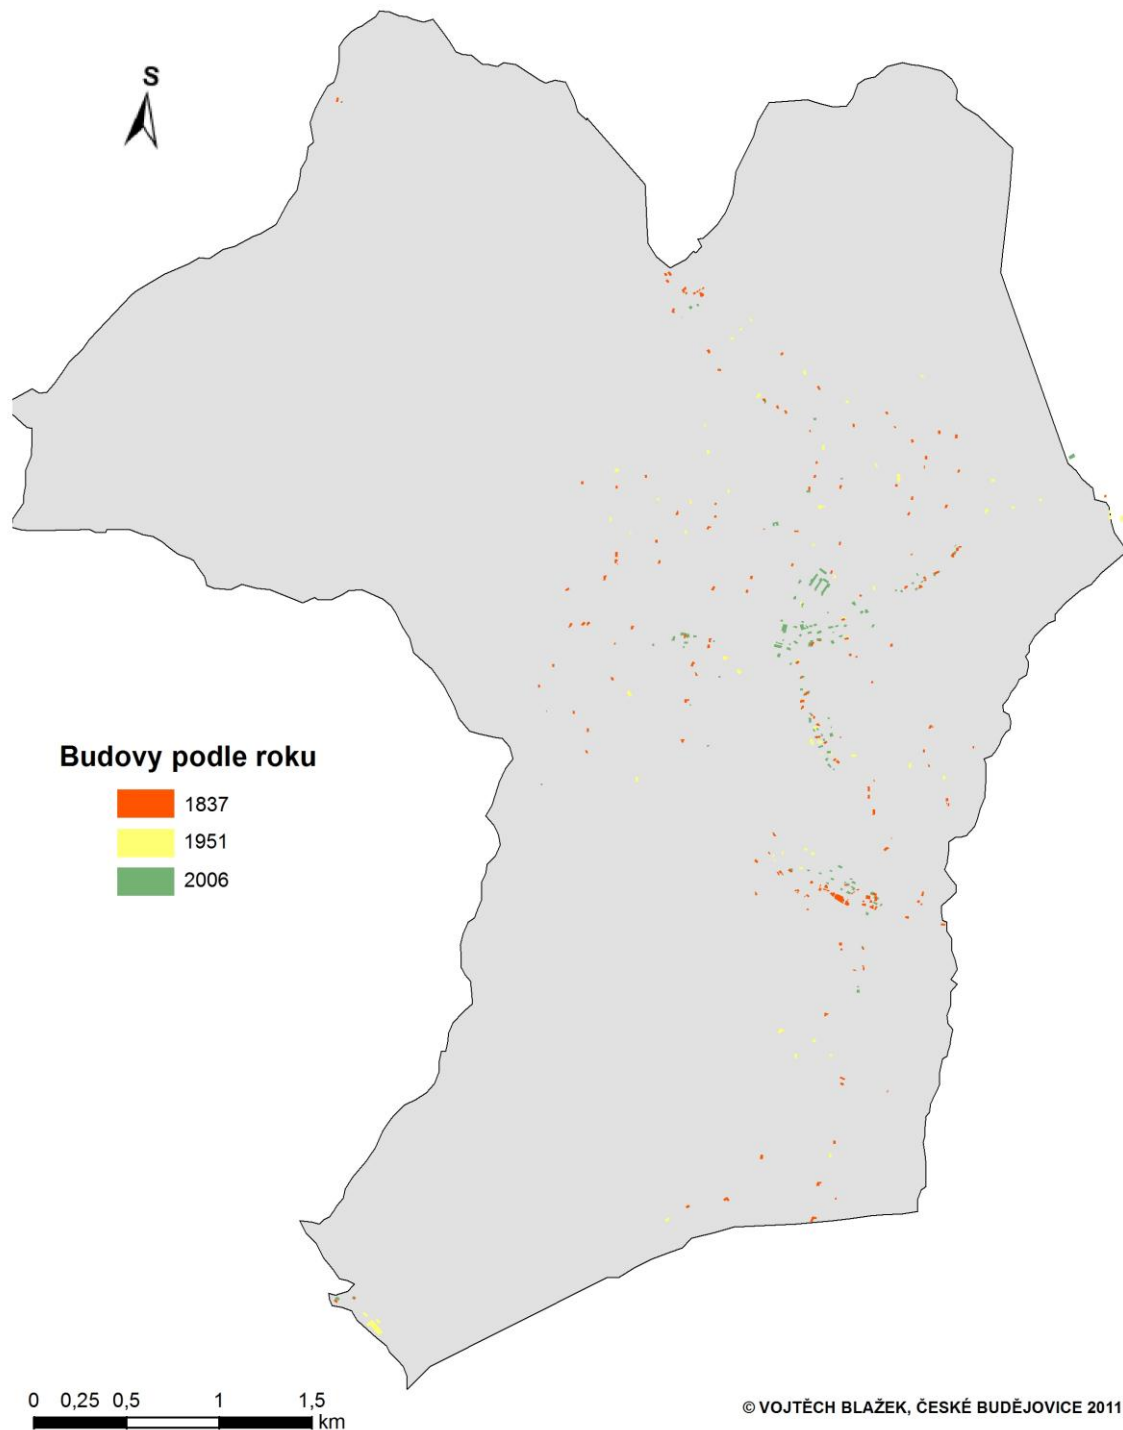 S
Budovy podle roku
1837
1951
2006
0 0,25 0,5 1 1,5
km
© VOJTĚCH BLAŽEK, ČESKÉ BUDĚJOVICE 2011